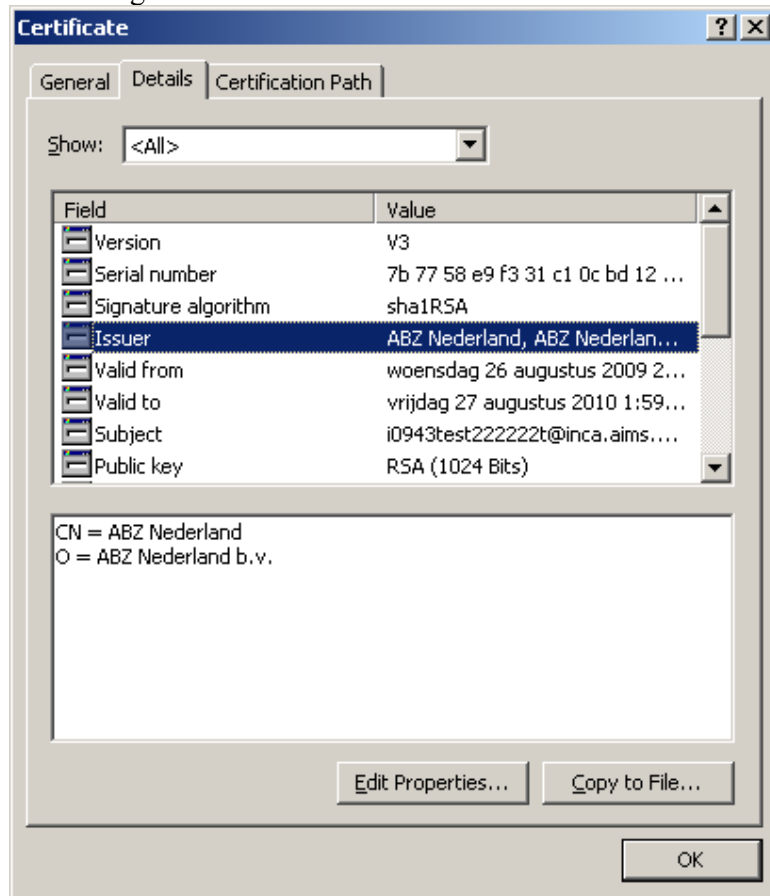 Certificate
General Details Certification Path
Show: <All>
Field Value
Version V3
Serial number 7b 77 58 e9 f3 31 c1 0c bd 12 ...
Signature algorithm sha1RSA
Issuer ABZ Nederland, ABZ Nederlan...
Valid from woensdag 26 augustus 2009 2...
Valid to vrijdag 27 augustus 2010 1:59...
Subject i0943test222222t@inca.aims....
Public key RSA (1024 Bits)
CN = ABZ Nederland
O = ABZ Nederland b.v.
Edit Properties... Copy to File...
OK